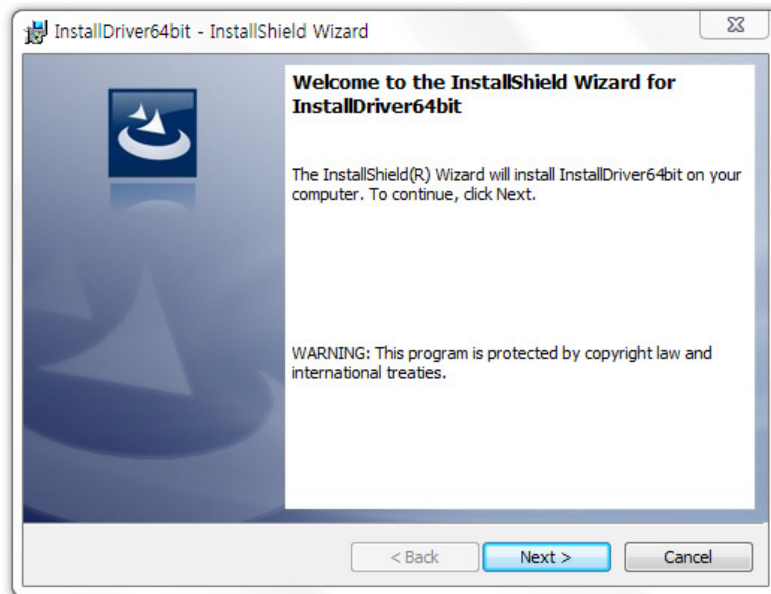 InstallDriver64bit - InstallShield Wizard
Welcome to the InstallShield Wizard for
InstallDriver64bit
The InstallShield(R) Wizard will install InstallDriver64bit on your
computer. To continue, click Next.
WARNING: This program is protected by copyright law and
international treaties.
< Back
Next >
Cancel